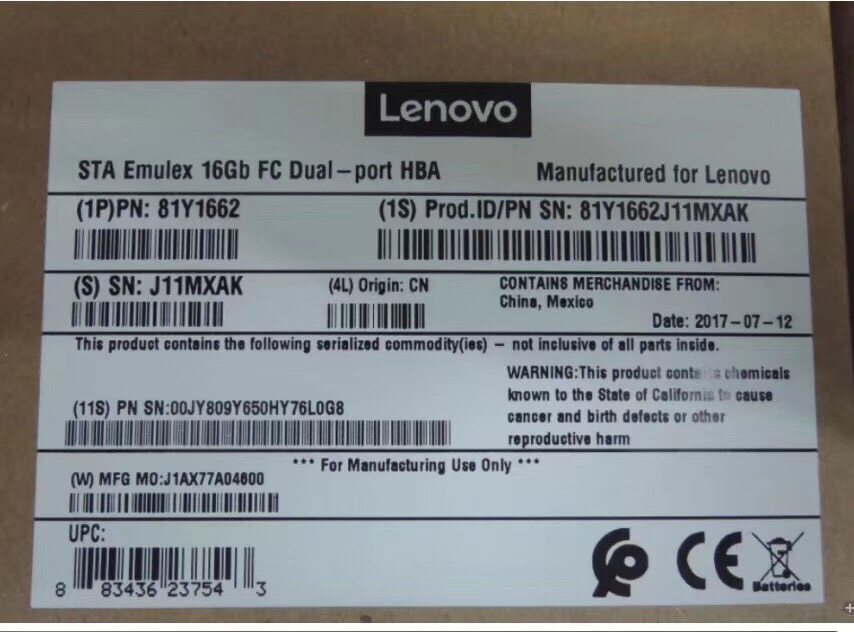 Lenovo
STA Emulex 16Gb FC Dual-port HBA
Manufactured for Lenovo
(1P)PN: 81Y1662
(1S) Prod.ID/PN SN: 81Y1662J11MXAK
(S) SN: J11MXAK
(4L) Origin: CN
CONTAINS MERCHANDISE FROM:
China, Mexico
Date: 2017-07-12
This product contains the following serialized commodity(ies) - not inclusive of all parts inside.
WARNING:This product contains chemicals
known to the State of California to cause
cancer and birth defects or other
reproductive harm
(11S) PN SN:00JY809Y650HY76L0G8
*** For Manufacturing Use Only ***
(W) MFG MO:J1AX77A04600
UPC:
8 83436 23754 3
CE
Batteries